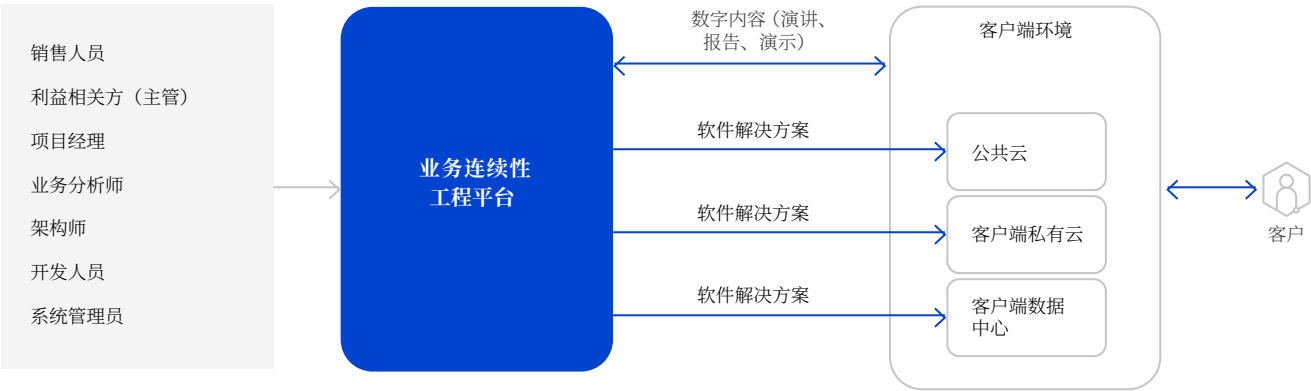 销售人员
利益相关方（主管）
项目经理
业务分析师
架构师
开发人员
系统管理员
业务连续性
工程平台
数字内容（演讲、
报告、演示）
软件解决方案
软件解决方案
软件解决方案
客户端环境
公共云
客户端私有云
客户端数据
中心
客户